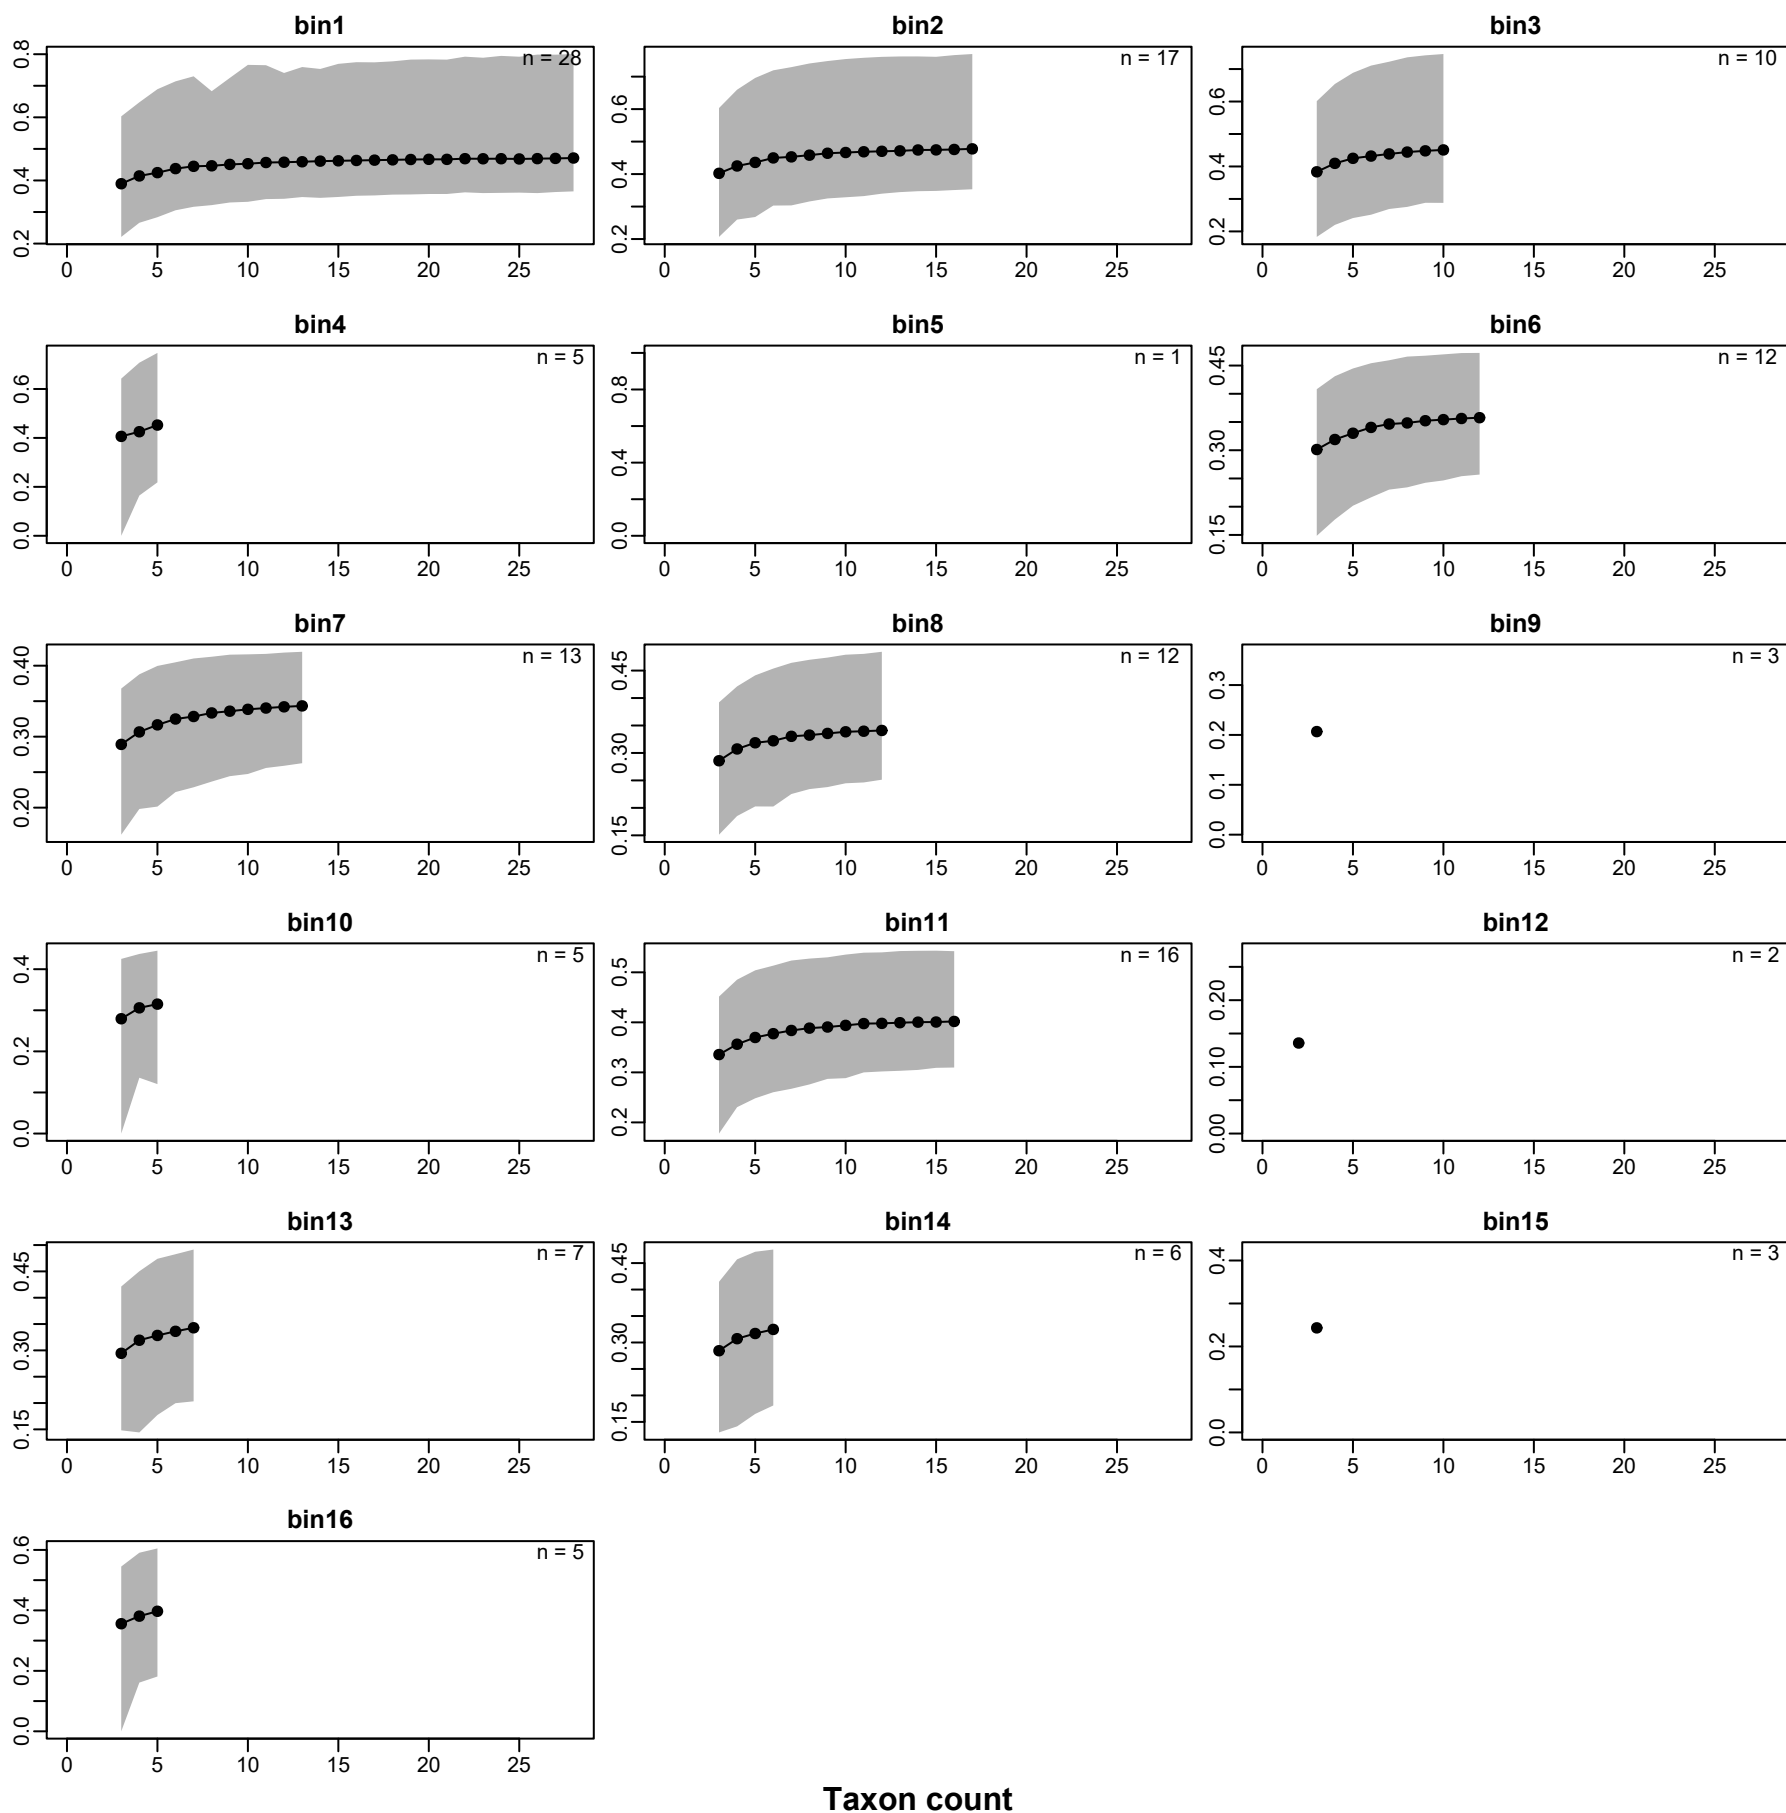 bin1 bin2 bin3
n = 28 n = 17 n = 10
0.2 0.4 0.6 0.8
0.2 0.4 0.6
0.2 0.4 0.6
0 5 10 15 20 25 0 5 10 15 20 25 0 5 10 15 20 25
bin4 bin5 bin6
n = 5 n = 1 n = 12
0.0 0.2 0.4 0.6
0.0 0.4 0.8
0.15 0.30 0.45
0 5 10 15 20 25 0 5 10 15 20 25 0 5 10 15 20 25
bin7 bin8 bin9
n = 13 n = 12 n = 3
0.20 0.30 0.40
0.15 0.30 0.45
0.0 0.1 0.2 0.3
0 5 10 15 20 25 0 5 10 15 20 25 0 5 10 15 20 25
bin10 bin11 bin12
n = 5 n = 16 n = 2
0.0 0.2 0.4
0.2 0.3 0.4 0.5
0.00 0.10 0.20
0 5 10 15 20 25 0 5 10 15 20 25 0 5 10 15 20 25
bin13 bin14 bin15
n = 7 n = 6 n = 3
0.15 0.30 0.45
0.15 0.30 0.45
0.0 0.2 0.4
0 5 10 15 20 25 0 5 10 15 20 25 0 5 10 15 20 25
bin16
n = 5
0.0 0.2 0.4 0.6
0 5 10 15 20 25
Taxon count